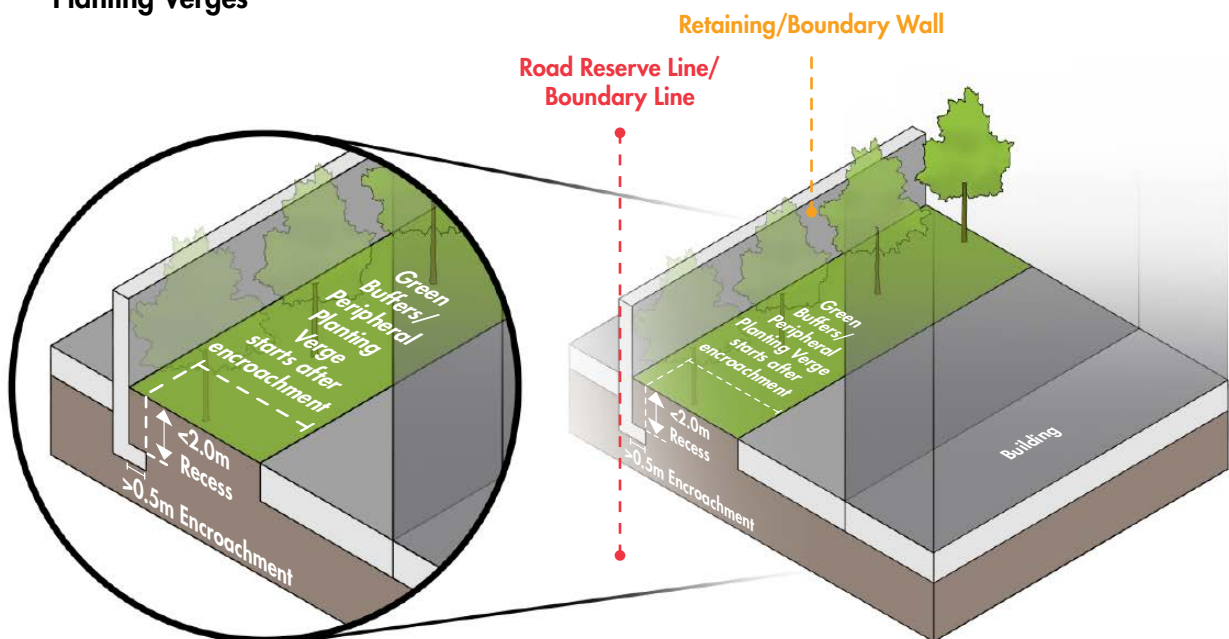 Planting Verges
Retaining/Boundary Wall
Road Reserve Line/
Boundary Line
Green
Buffers/
Peripheral
Planting
Verge
starts after
encroachment
<2.0m
Recess
>0.5m Encroachment
Green
Buffers/
Peripheral
Planting Verge
starts after
encroachment
<2.0m
Recess
>0.5m Encroachment
Building